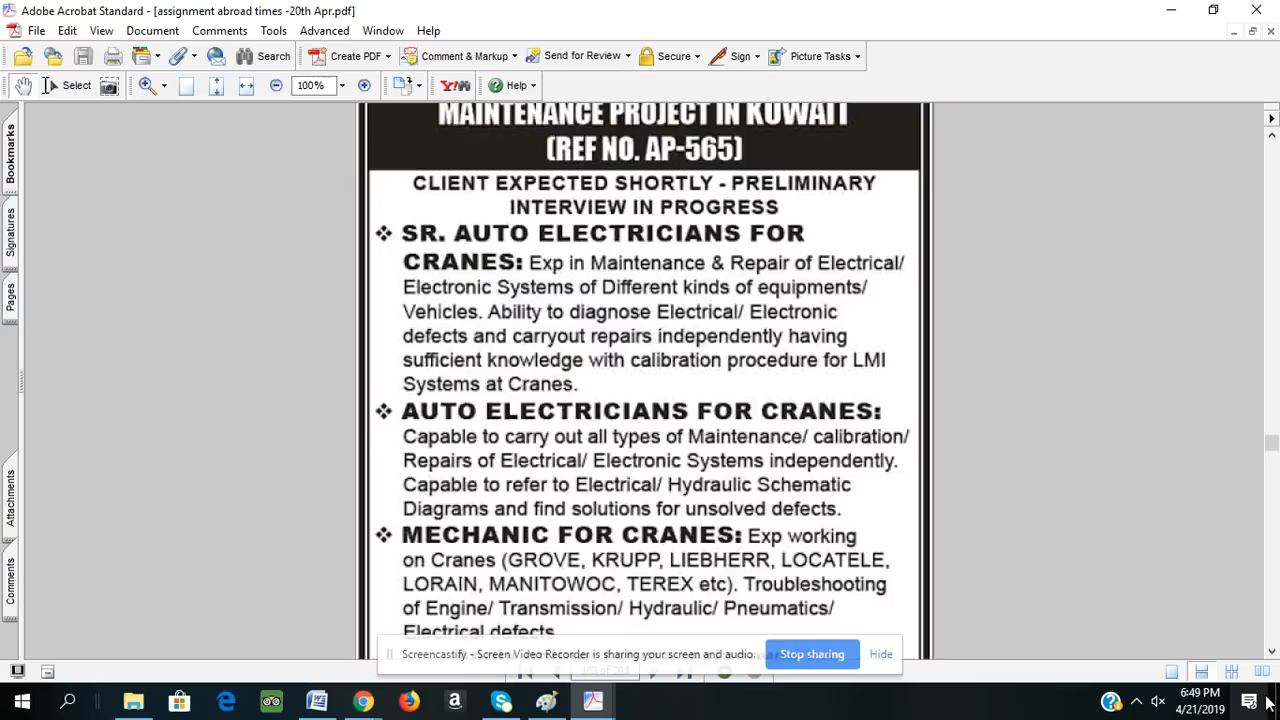 Adobe Acrobat Standard - [assignment abroad times -20th Apr.pdf]
File Edit View Document Comments Tools Advanced Window Help
Search Create PDF Comment & Markup Send for Review Secure Sign Picture Tasks
Select 100% Y! Help
Bookmarks
Signatures
Pages
Attachments
Comments
MAINTENANCE PROJECT IN KUWAIT
(REF NO. AP-565)
CLIENT EXPECTED SHORTLY - PRELIMINARY
INTERVIEW IN PROGRESS
❖ SR. AUTO ELECTRICIANS FOR
CRANES: Exp in Maintenance & Repair of Electrical/
Electronic Systems of Different kinds of equipments/
Vehicles. Ability to diagnose Electrical/ Electronic
defects and carryout repairs independently having
sufficient knowledge with calibration procedure for LMI
Systems at Cranes.
❖ AUTO ELECTRICIANS FOR CRANES:
Capable to carry out all types of Maintenance/ calibration/
Repairs of Electrical/ Electronic Systems independently.
Capable to refer to Electrical/ Hydraulic Schematic
Diagrams and find solutions for unsolved defects.
❖ MECHANIC FOR CRANES: Exp working
on Cranes (GROVE, KRUPP, LIEBHERR, LOCATELE,
LORAIN, MANITOWOC, TEREX etc). Troubleshooting
of Engine/ Transmission/ Hydraulic/ Pneumatics/
Electrical defects
Screencastify - Screen Video Recorder is sharing your screen and audio. Stop sharing Hide
6:49 PM
4/21/2019